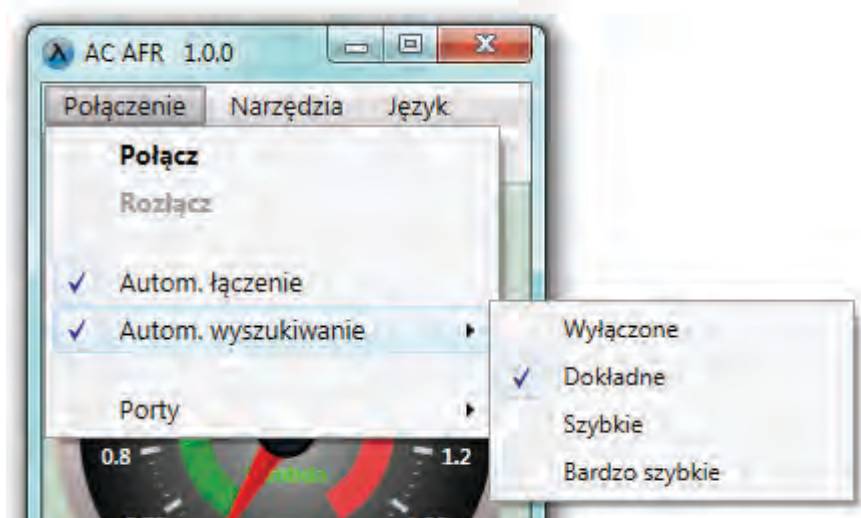 AC AFR 1.0.0
Połączenie Narzędzia Język
Połącz
Rozłącz
Autom. łączenie
Autom. wyszukiwanie
Wyłączone
Dokładne
Szybkie
Bardzo szybkie
Porty
0.8 1.2